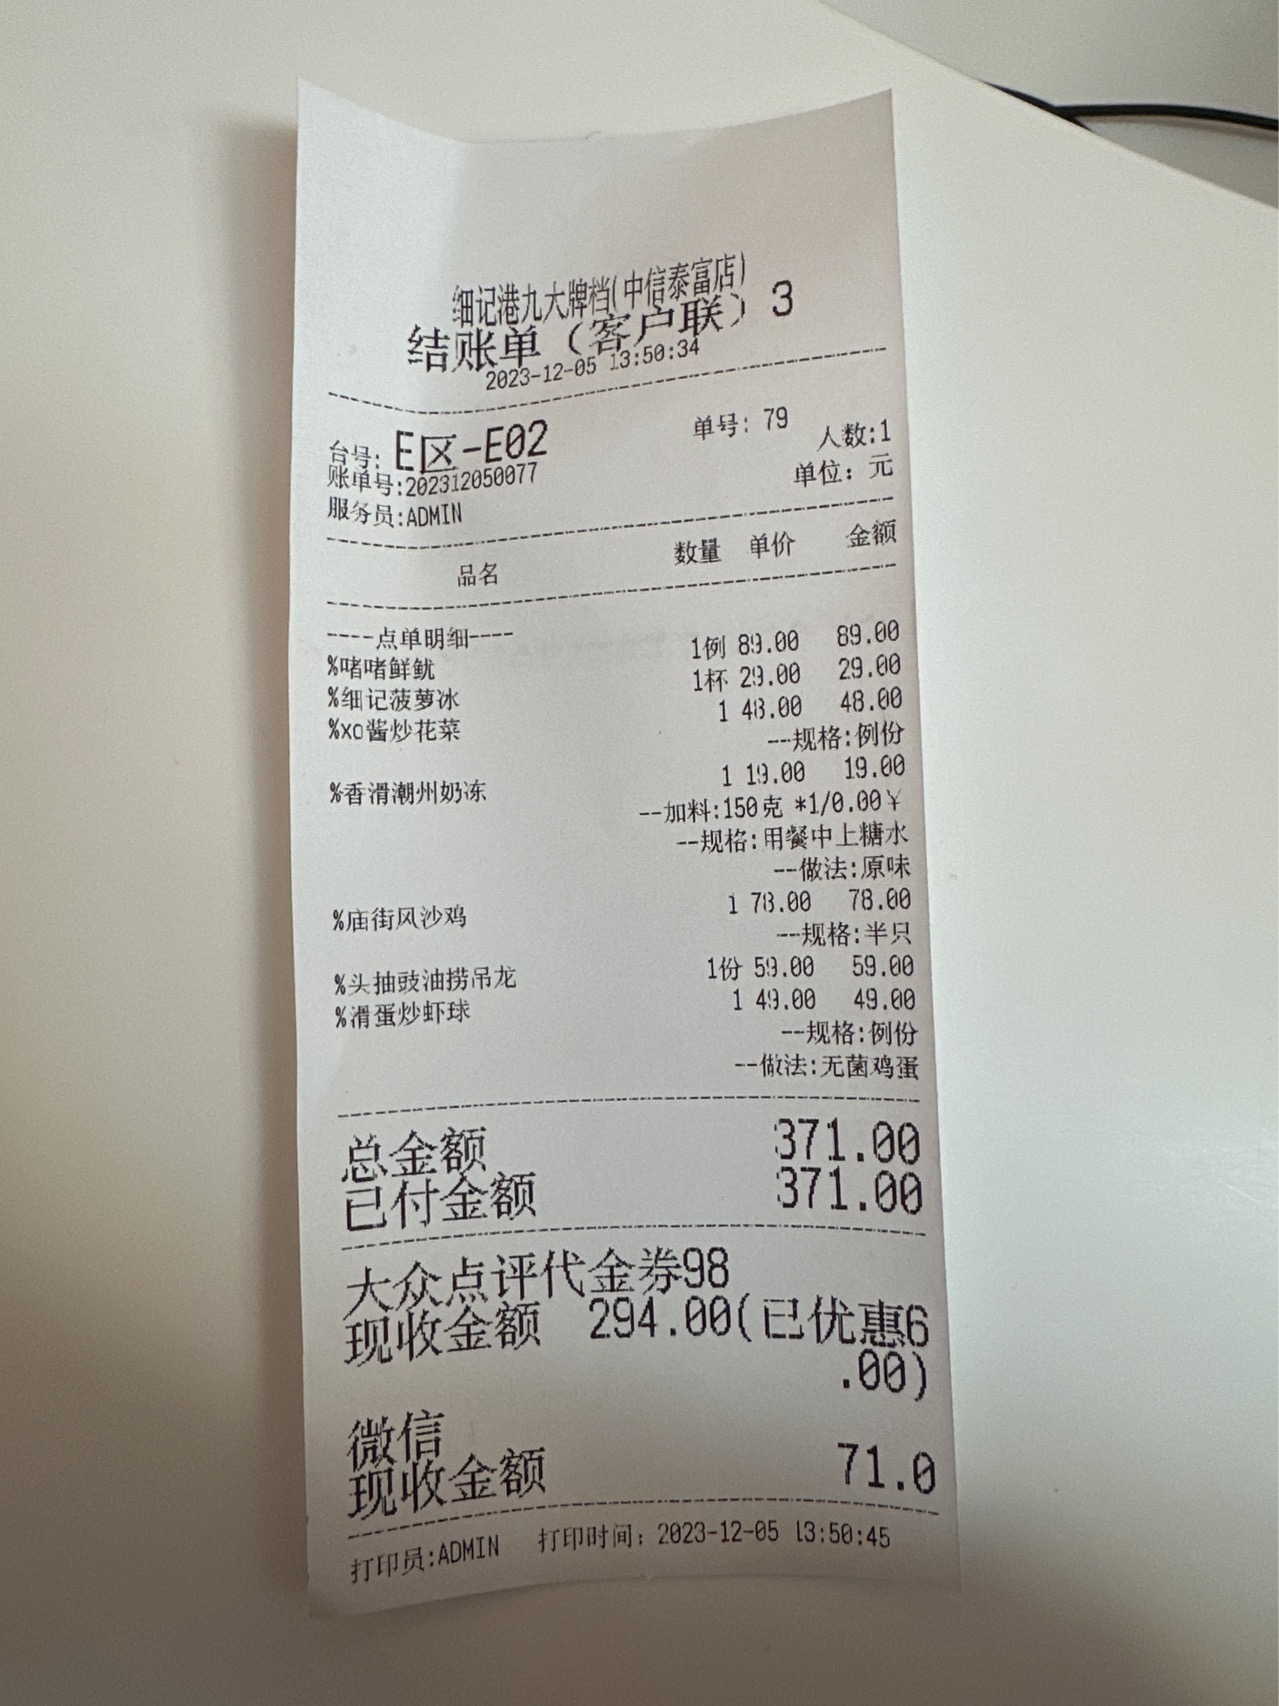 细记港九大牌档(中信泰富店)
结账单（客户联）3
2023-12-05 13:50:34
台号: E区-E02 单号: 79
账单号:202312050077 人数:1
服务员:ADMIN 单位: 元
品名 数量 单价 金额
----点单明细----
%啫啫鲜鱿 1例 89.00 89.00
%细记菠萝冰 1杯 29.00 29.00
%xo酱炒花菜 1 48.00 48.00
--规格:例份
%香滑潮州奶冻 1 19.00 19.00
--加料:150克 *1/0.00￥
--规格:用餐中上糖水
--做法:原味
%庙街风沙鸡 1 78.00 78.00
--规格:半只
%头抽豉油捞吊龙 1份 59.00 59.00
%滑蛋炒虾球 1 49.00 49.00
--规格:例份
--做法:无菌鸡蛋
总金额 371.00
已付金额 371.00
大众点评代金券98
现收金额 294.00(已优惠6
.00)
微信
现收金额 71.0
打印员:ADMIN 打印时间: 2023-12-05 13:50:45